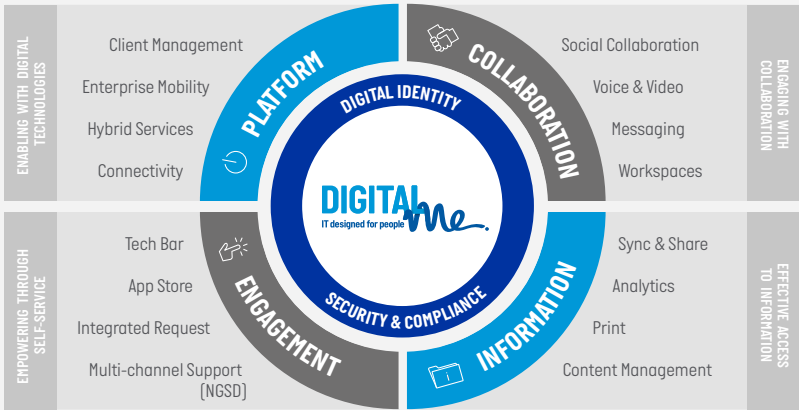 ENABLING WITH DIGITAL
TECHNOLOGIES
Client Management
Enterprise Mobility
Hybrid Services
Connectivity
PLATFORM
COLLABORATION
Social Collaboration
Voice & Video
Messaging
Workspaces
ENGAGING WITH
COLLABORATION
DIGITAL IDENTITY
DIGITAL me.
IT designed for people
SECURITY & COMPLIANCE
EMPOWERING THROUGH
SELF-SERVICE
Tech Bar
App Store
Integrated Request
Multi-channel Support
(NGSD)
ENGAGEMENT
INFORMATION
Sync & Share
Analytics
Print
Content Management
EFFECTIVE ACCESS
TO INFORMATION